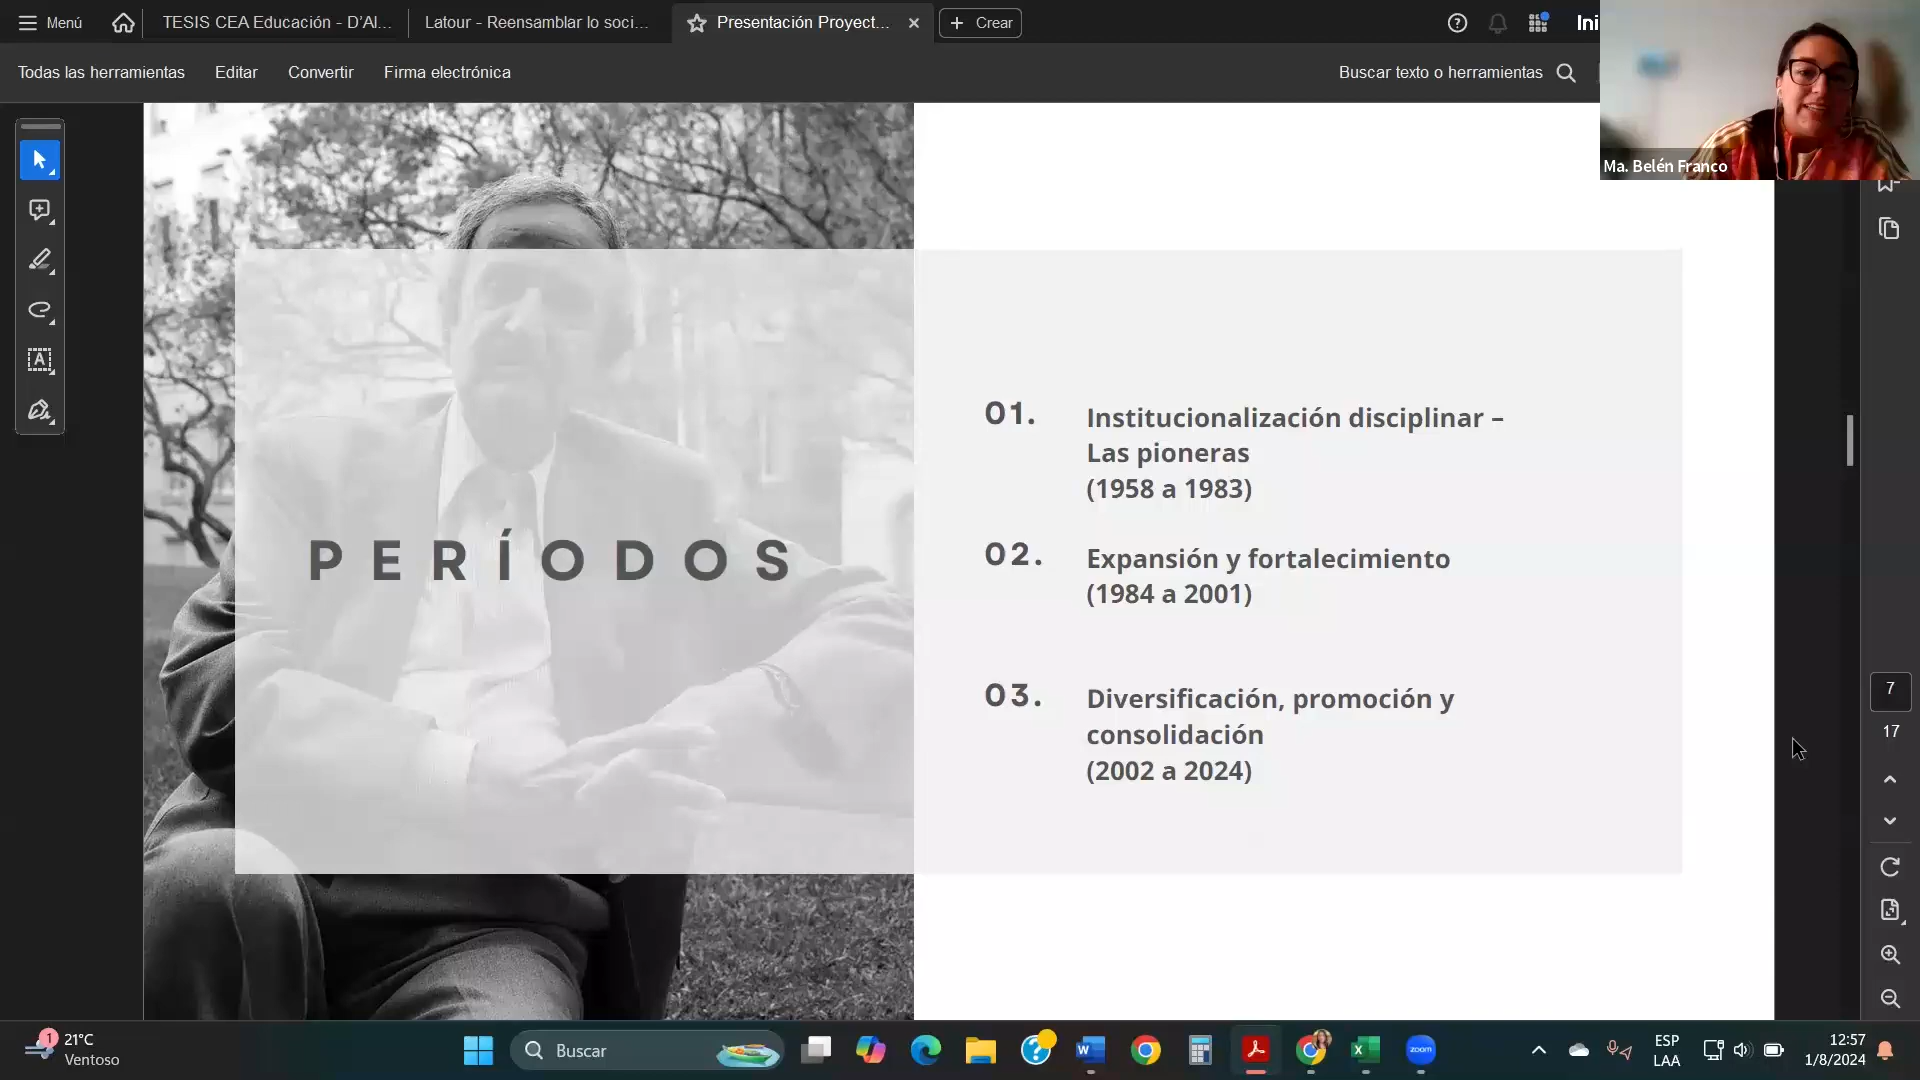 Menú
TESIS CEA Educación - D'Al...
Latour - Reensamblar lo soci...
Presentación Proyect...
Crear
Ini
Todas las herramientas
Editar
Convertir
Firma electrónica
Buscar texto o herramientas
Ma. Belén Franco
PERÍODOS
01. Institucionalización disciplinar –
Las pioneras
(1958 a 1983)
02. Expansión y fortalecimiento
(1984 a 2001)
03. Diversificación, promoción y
consolidación
(2002 a 2024)
7
17
1
21°C
Ventoso
Buscar
zoom
ESP
LAA
12:57
1/8/2024